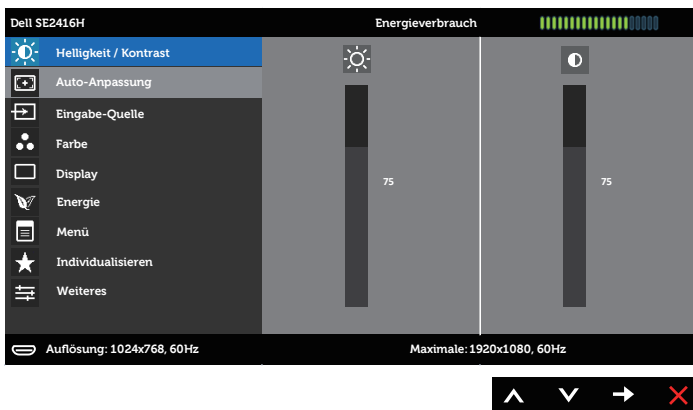 Dell SE2416H
Energieverbrauch
Helligkeit / Kontrast
Auto-Anpassung
Eingabe-Quelle
Farbe
Display
Energie
Menü
Individualisieren
Weiteres
75
75
Auflösung: 1024x768, 60Hz
Maximale: 1920x1080, 60Hz